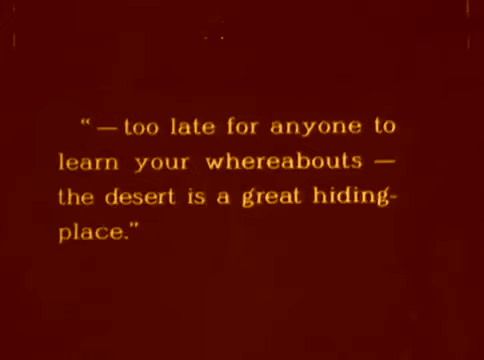 “ — too late for anyone to
learn your whereabouts —
the desert is a great hiding-
place.”